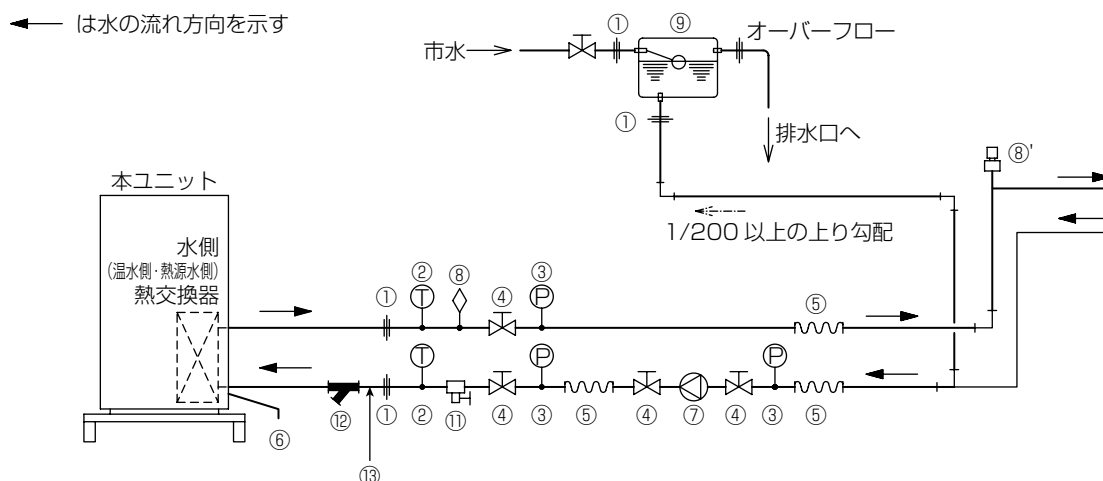 は水の流れ方向を示す
① ⑨ オーバーフロー
市水
① 排水口へ
⑧'
本ユニット
1/200 以上の上り勾配
水側
(温水側・熱源水側)
熱交換器
① ② ⑧ ④ ③ ⑤
T P
T P P
⑥ ⑫ ① ② ⑪ ④ ③ ⑤ ④ ⑦ ④ ③ ⑤
⑬